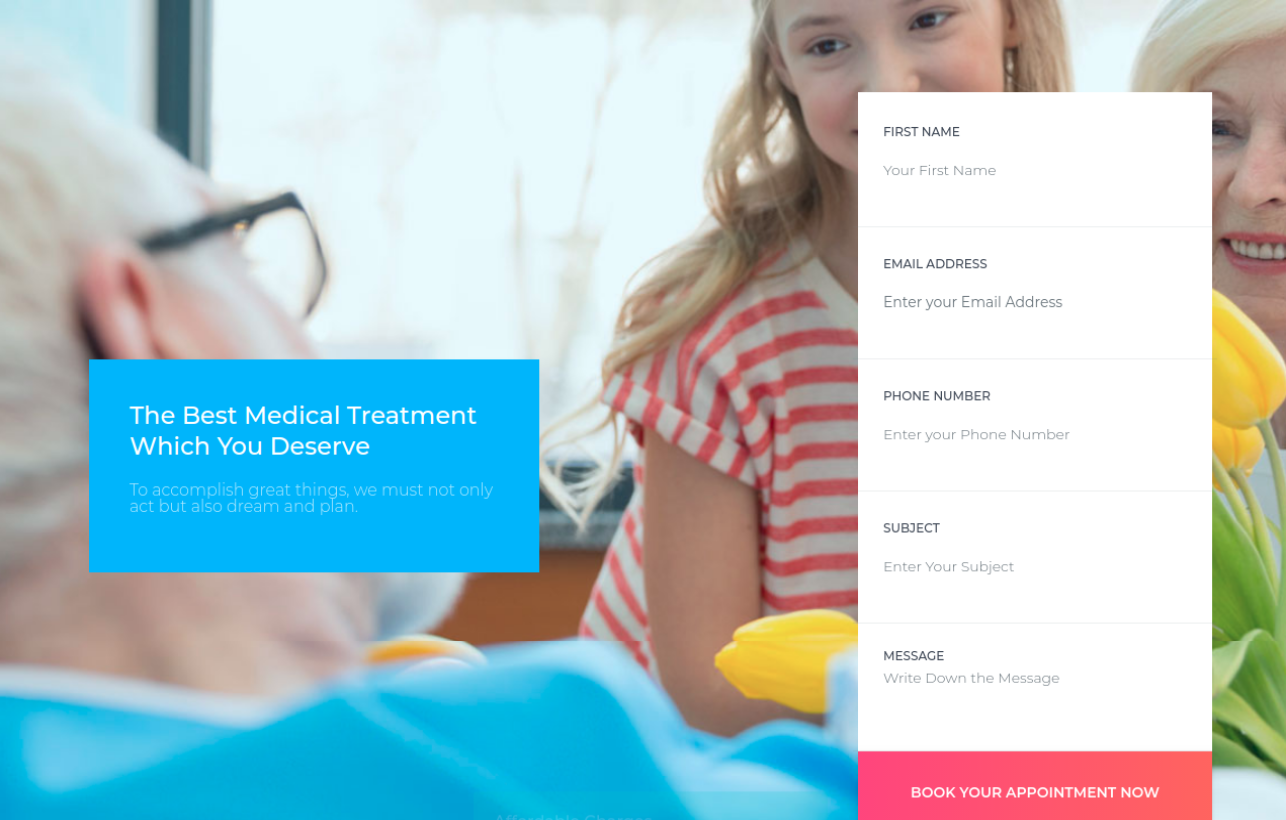 The Best Medical Treatment
Which You Deserve
To accomplish great things, we must not only
act but also dream and plan.
FIRST NAME
Your First Name
EMAIL ADDRESS
Enter your Email Address
PHONE NUMBER
Enter your Phone Number
SUBJECT
Enter Your Subject
MESSAGE
Write Down the Message
BOOK YOUR APPOINTMENT NOW
Affordable Charges